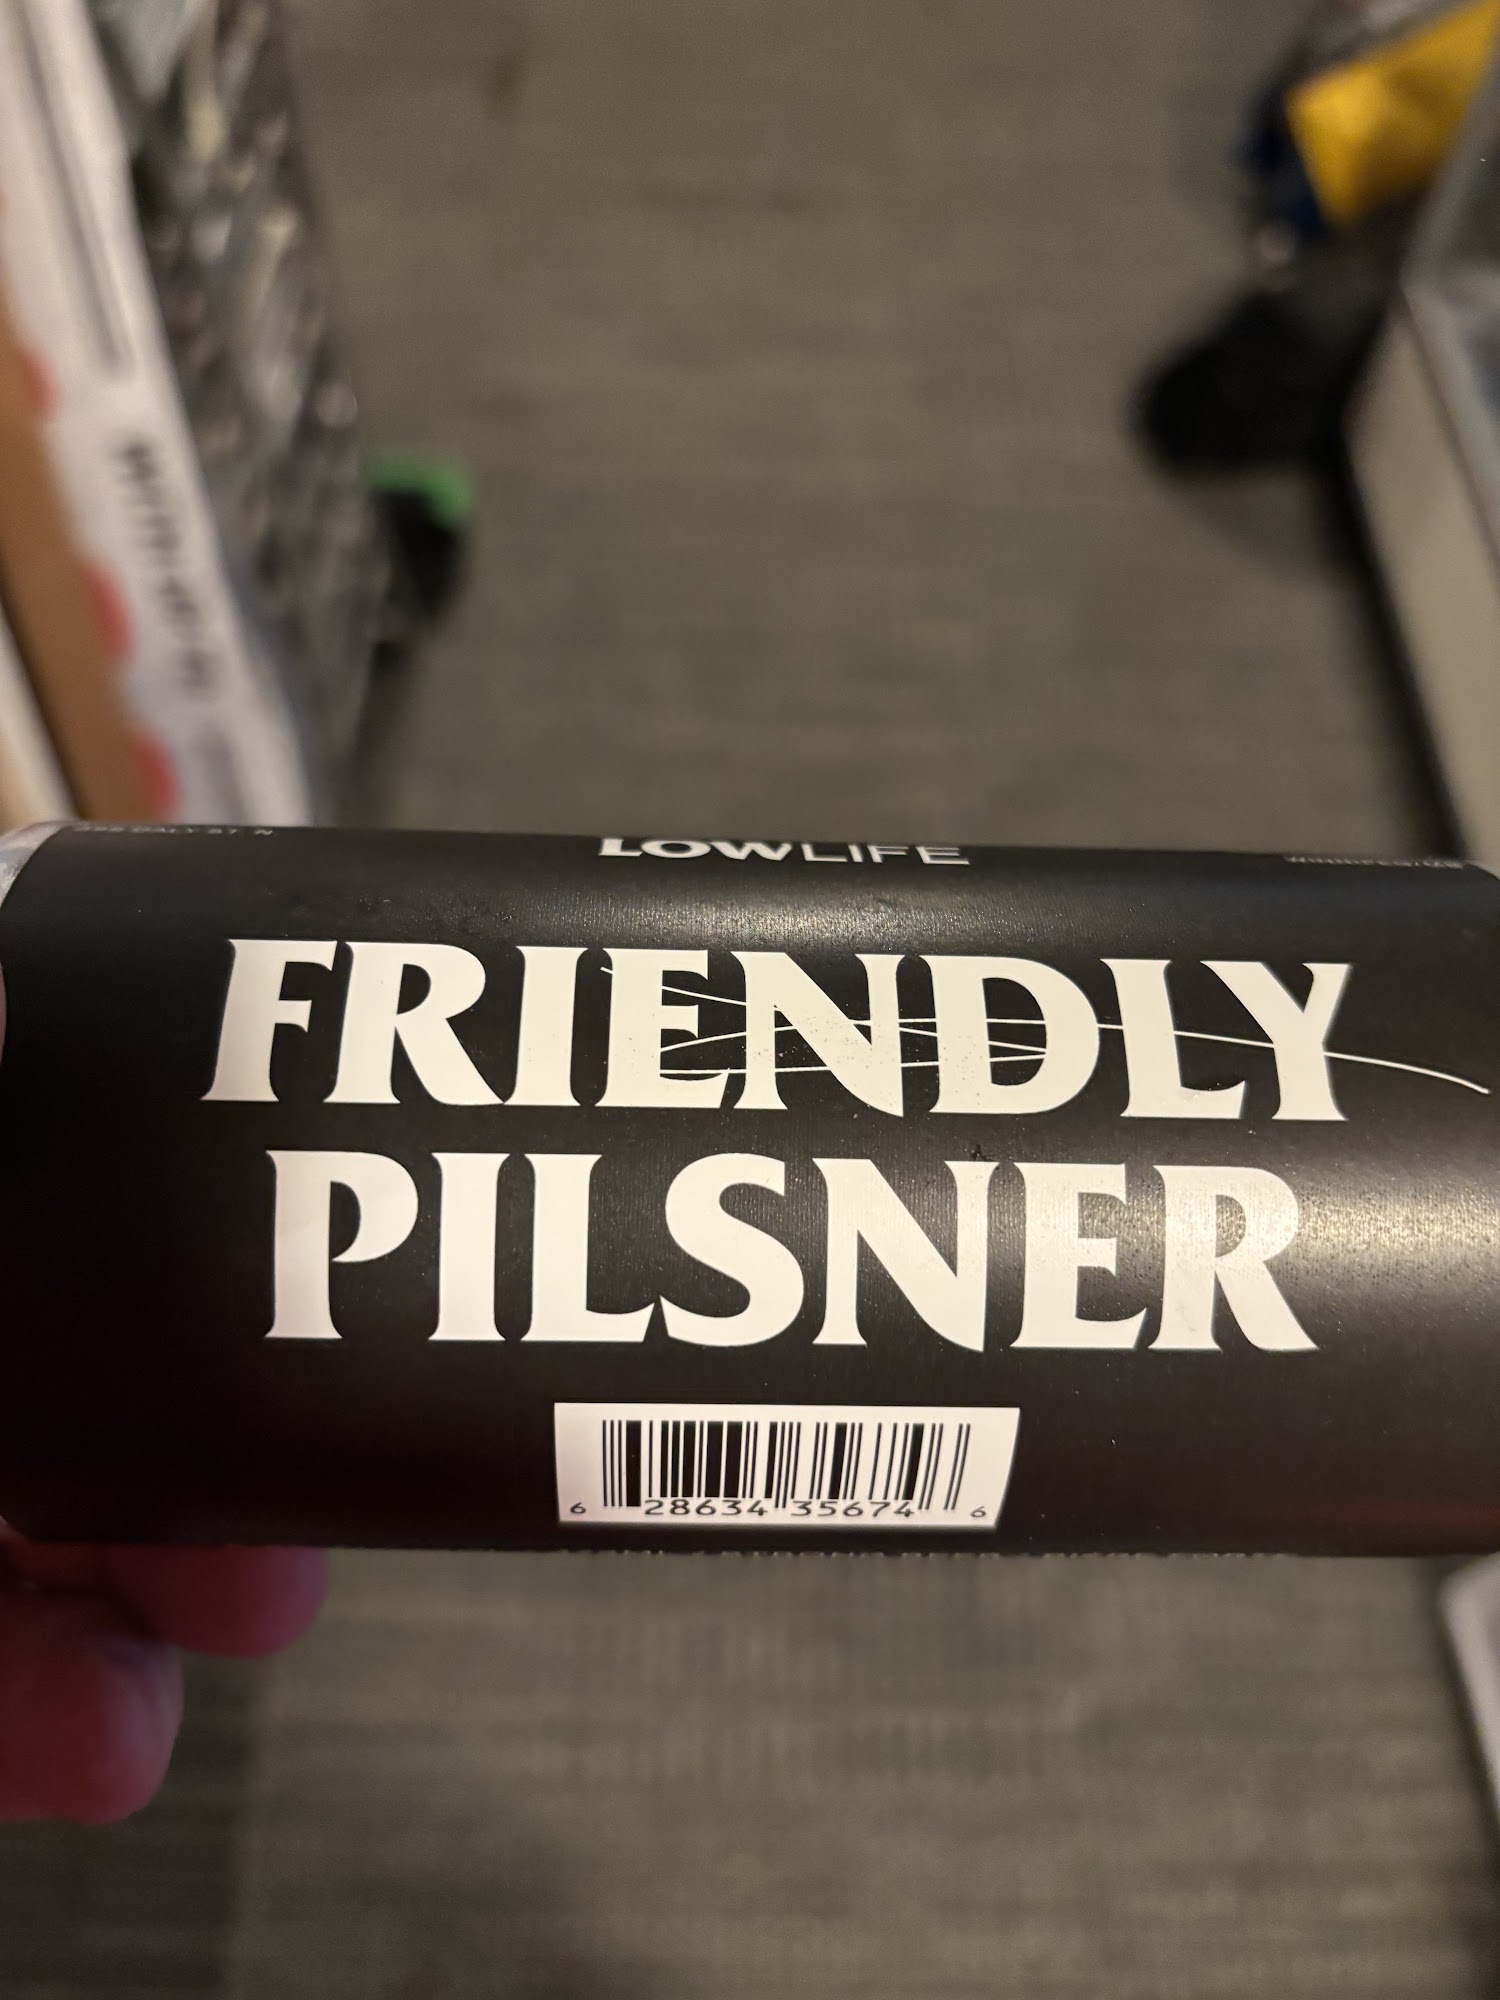 LOWLIFE
FRIENDLY
PILSNER
6 28634 35674 6